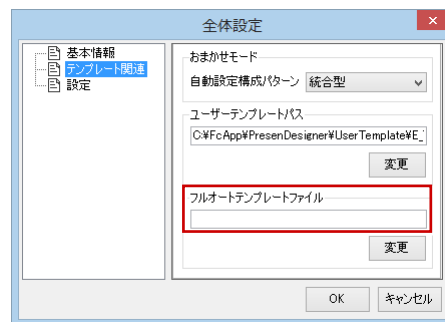 全体設定
×
基本情報
テンプレート関連
設定
おまかせモード
自動設定構成パターン 統合型
ユーザーテンプレートパス
C:¥FcApp¥PresenDesigner¥UserTemplate¥E_
変更
フルオートテンプレートファイル
変更
OK キャンセル